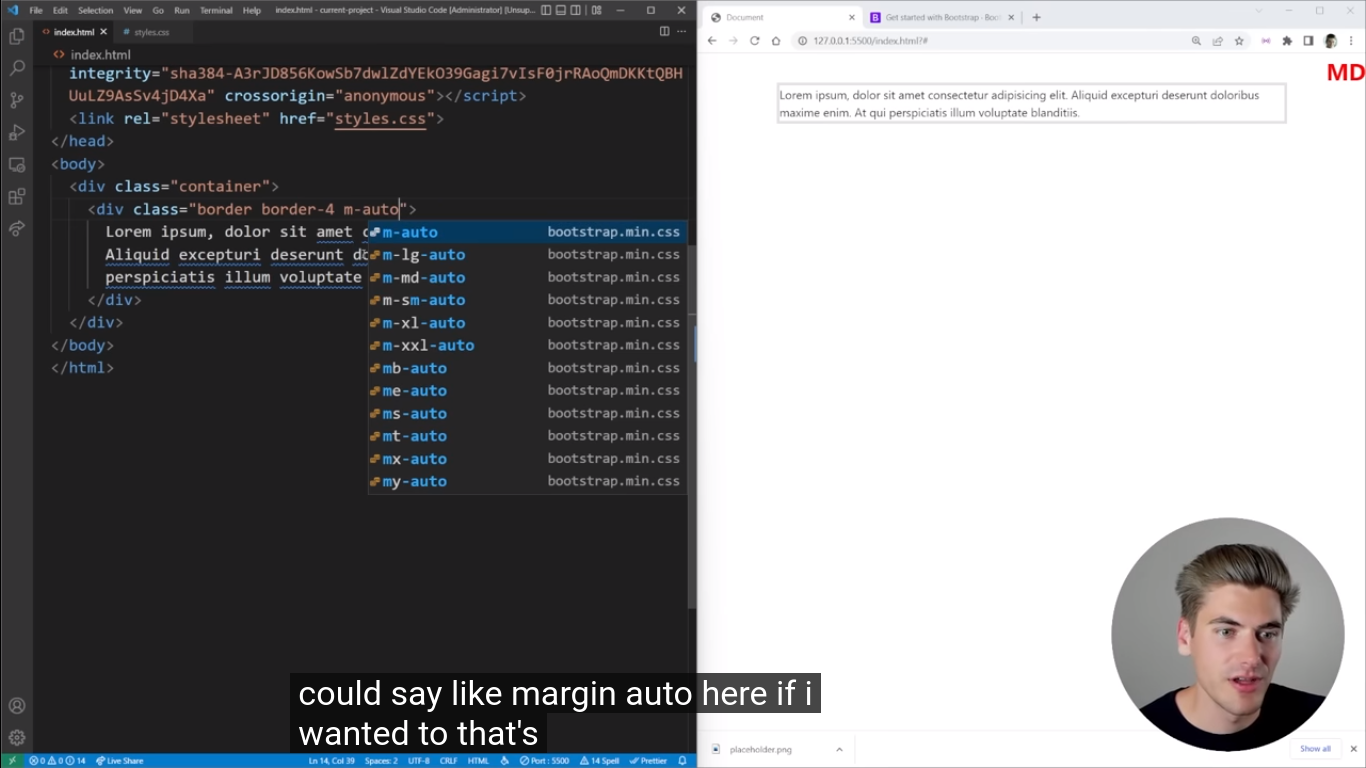 File Edit Selection View Go Run Terminal Help index.html - current-project - Visual Studio Code [Administrator] [Unsup...
index.html styles.css
index.html
integrity="sha384-A3rJD856KowSb7dwlZdYEkO39Gagi7vIsF0jrRAoQmDKKtQBH
UuLZ9AsSv4jD4Xa" crossorigin="anonymous"></script>
<link rel="stylesheet" href="styles.css">
</head>
<body>
<div class="container">
<div class="border border-4 m-auto">
Lorem ipsum, dolor sit amet c
Aliquid excepturi deserunt do
perspiciatis illum voluptate
</div>
</div>
</body>
</html>
m-auto bootstrap.min.css
m-lg-auto bootstrap.min.css
m-md-auto bootstrap.min.css
m-sm-auto bootstrap.min.css
m-xl-auto bootstrap.min.css
m-xxl-auto bootstrap.min.css
mb-auto bootstrap.min.css
me-auto bootstrap.min.css
ms-auto bootstrap.min.css
mt-auto bootstrap.min.css
mx-auto bootstrap.min.css
my-auto bootstrap.min.css
Document Get started with Bootstrap · Boo
127.0.0.1:5500/index.html?#
MD
Lorem ipsum, dolor sit amet consectetur adipisicing elit. Aliquid excepturi deserunt doloribus
maxime enim. At qui perspiciatis illum voluptate blanditiis.
could say like margin auto here if i
wanted to that's
placeholder.png Show all
0 0 14 Live Share Ln 14, Col 39 Spaces: 2 UTF-8 CRLF HTML Port : 5500 14 Spell Prettier